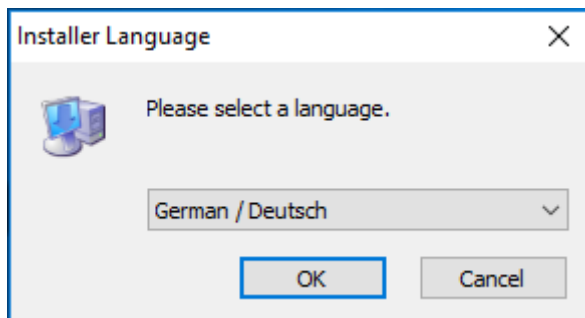 Installer Language
Please select a language.
German / Deutsch
OK
Cancel